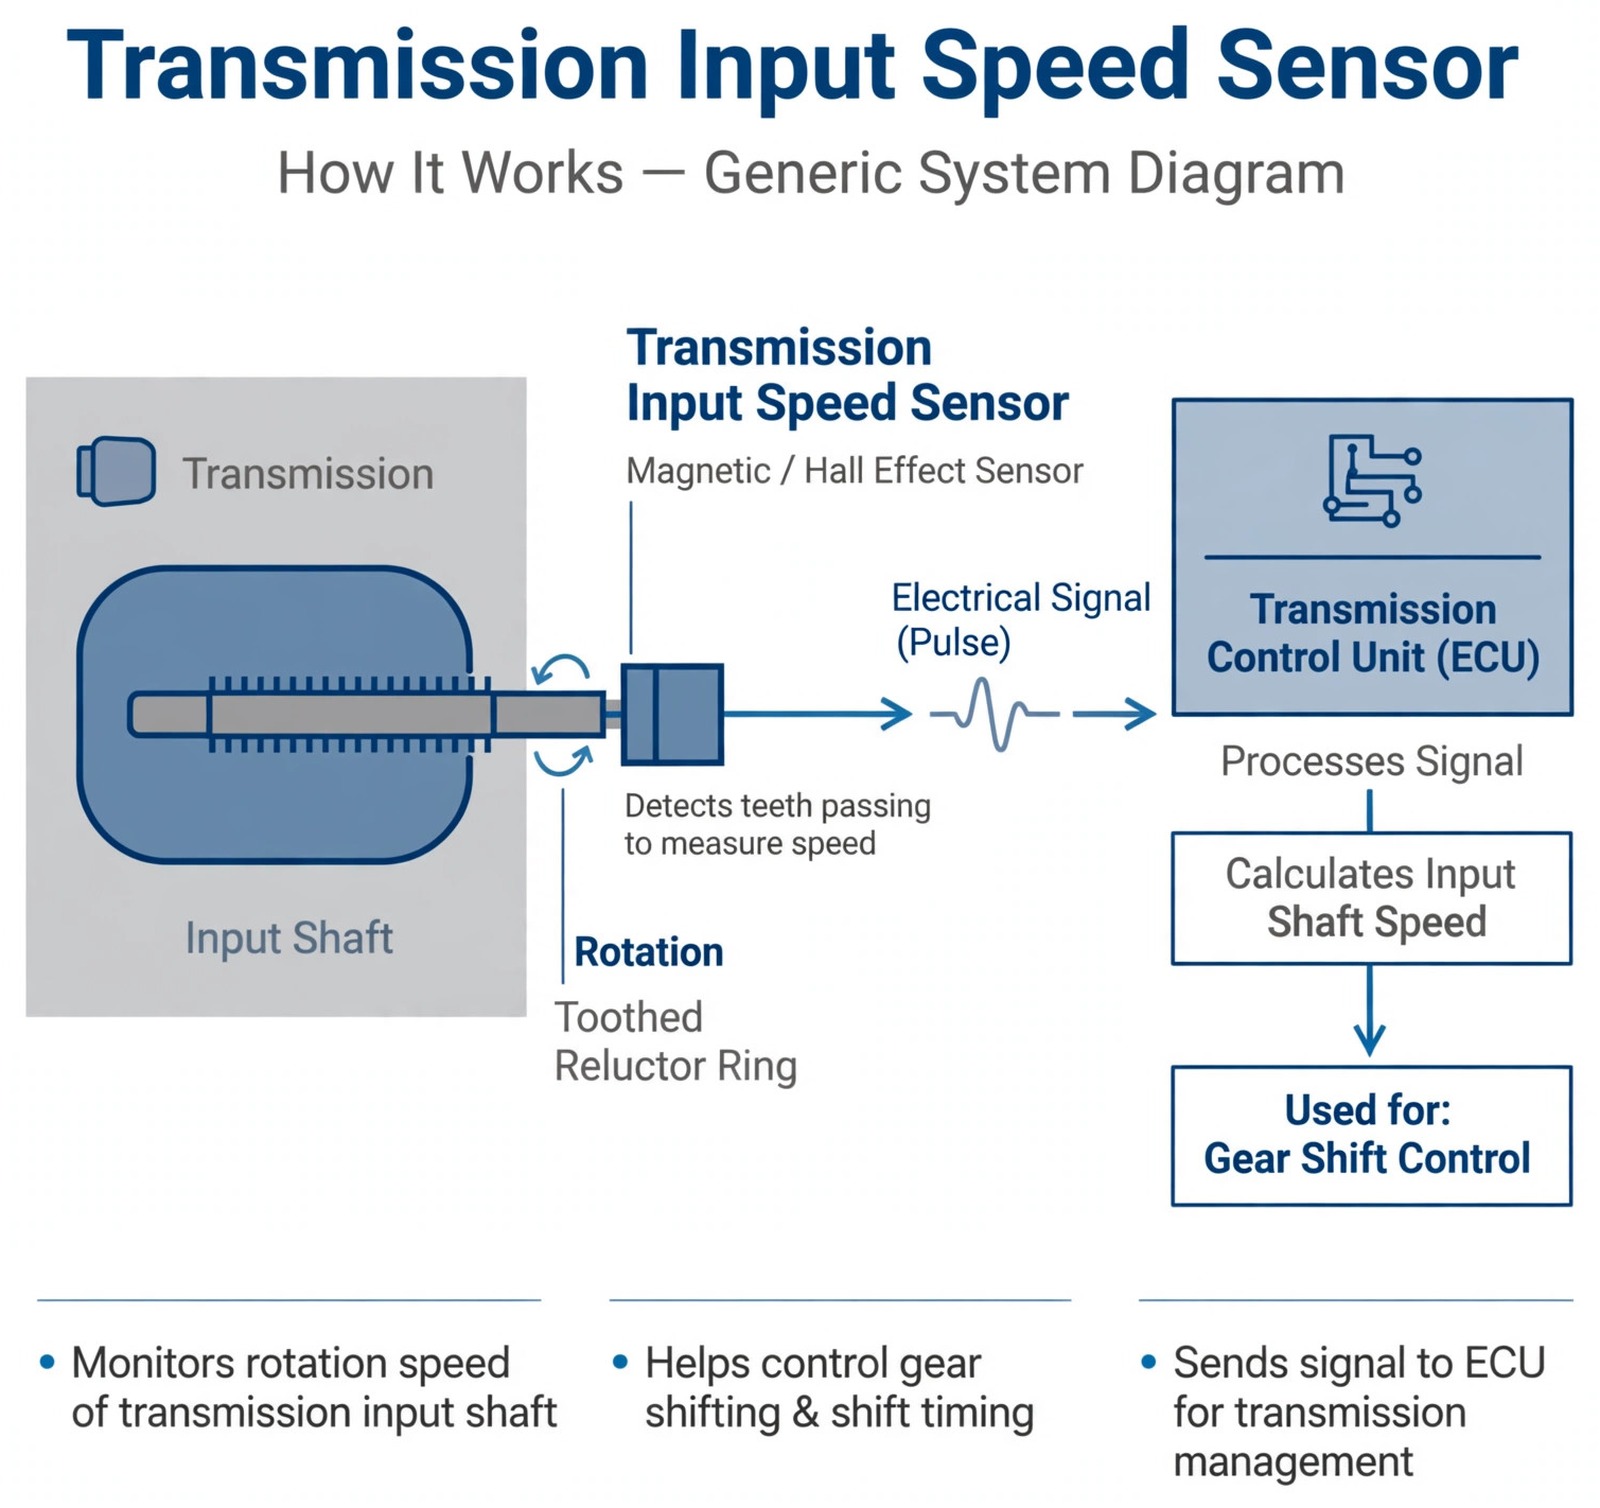 Transmission Input Speed Sensor
How It Works — Generic System Diagram
Transmission
Input Shaft
Transmission
Input Speed Sensor
Magnetic / Hall Effect Sensor
Detects teeth passing
to measure speed
Rotation
Toothed
Reluctor Ring
Electrical Signal
(Pulse)
Transmission
Control Unit (ECU)
Processes Signal
Calculates Input
Shaft Speed
Used for:
Gear Shift Control
• Monitors rotation speed
of transmission input shaft
• Helps control gear
shifting & shift timing
• Sends signal to ECU
for transmission
management